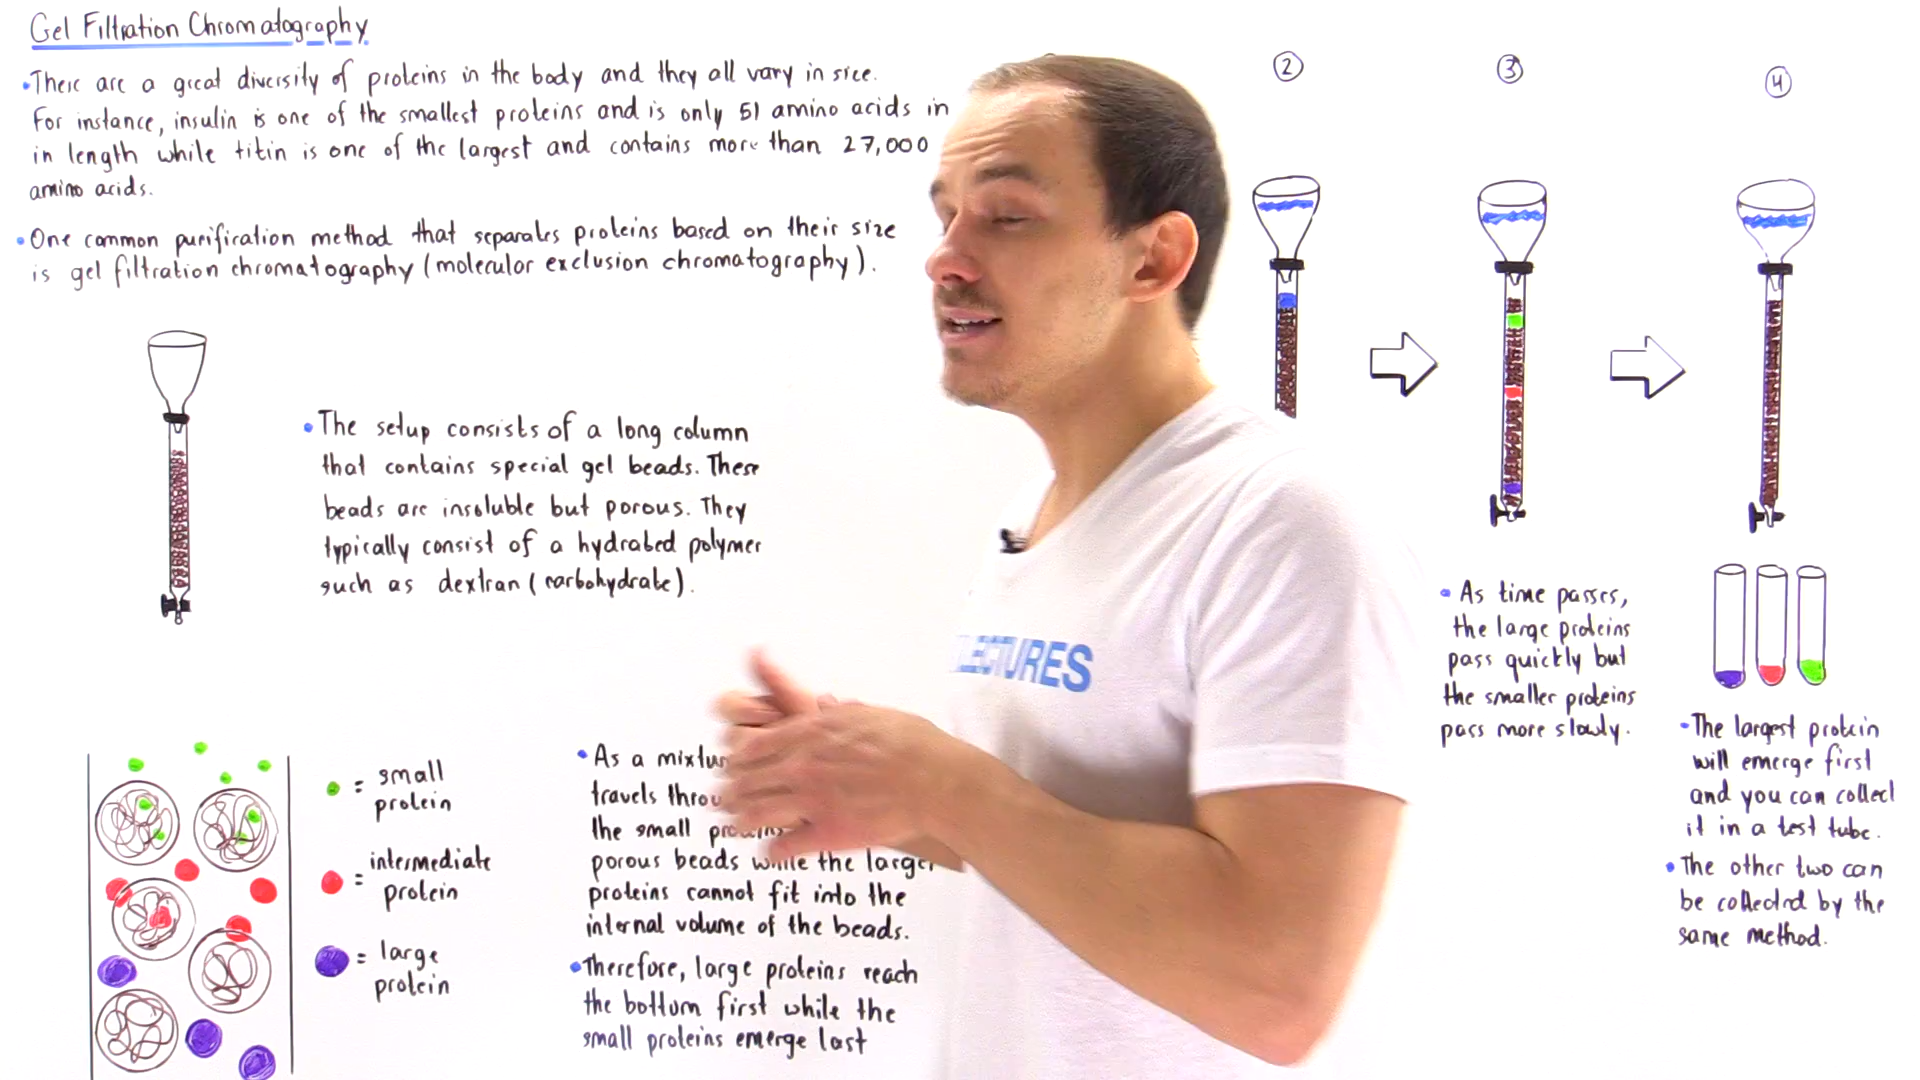 Gel Filtration Chromatography
•There are a great diversity of proteins in the body and they all vary in size.
For instance, insulin is one of the smallest proteins and is only 51 amino acids in
in length while titin is one of the largest and contains more than 27,000
amino acids.
•One common purification method that separates proteins based on their size
is gel filtration chromatography (molecular exclusion chromatography).
•The setup consists of a long column
that contains special gel beads. These
beads are insoluble but porous. They
typically consist of a hydrated polymer
such as dextran (carbohydrate).
= small
protein
= intermediate
protein
= large
protein
•As a
travels
the small
porous beads while the larger
proteins cannot fit into the
internal volume of the beads.
•Therefore, large proteins reach
the bottom first while the
small proteins emerge last
LECTURES
②
③
④
•As time passes,
the large proteins
pass quickly but
the smaller proteins
pass more slowly.
•The largest protein
will emerge first
and you can collect
it in a test tube.
•The other two can
be collected by the
same method.